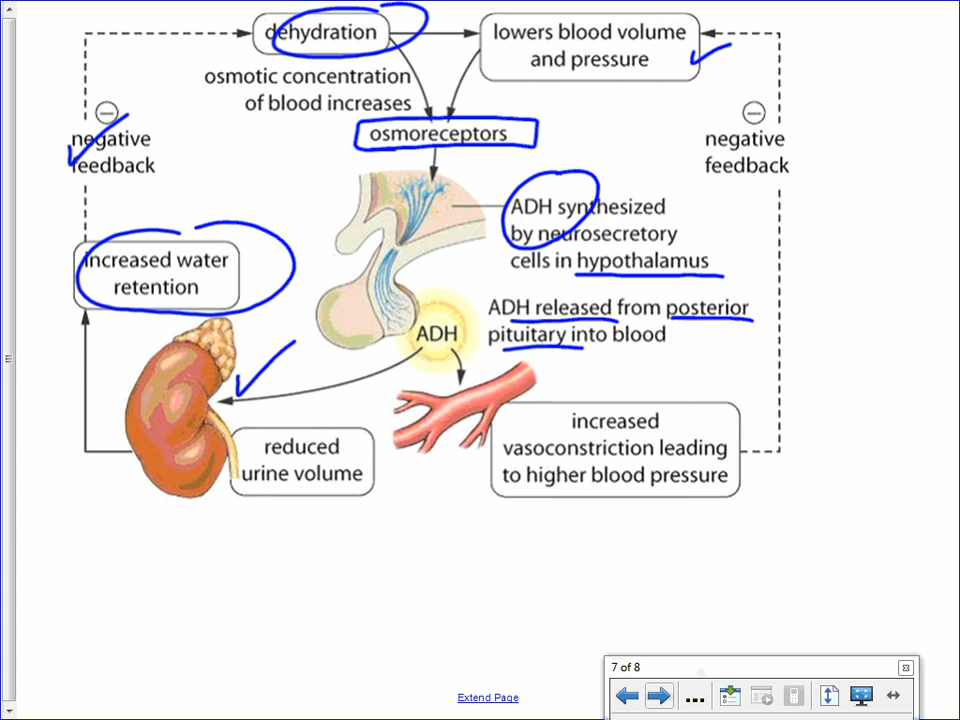 dehydration
lowers blood volume
and pressure
osmotic concentration
of blood increases
osmoreceptors
negative
feedback
negative
feedback
ADH synthesized
by neurosecretory
cells in hypothalamus
increased water
retention
ADH released from posterior
pituitary into blood
ADH
reduced
urine volume
increased
vasoconstriction leading
to higher blood pressure
7 of 8
Extend Page